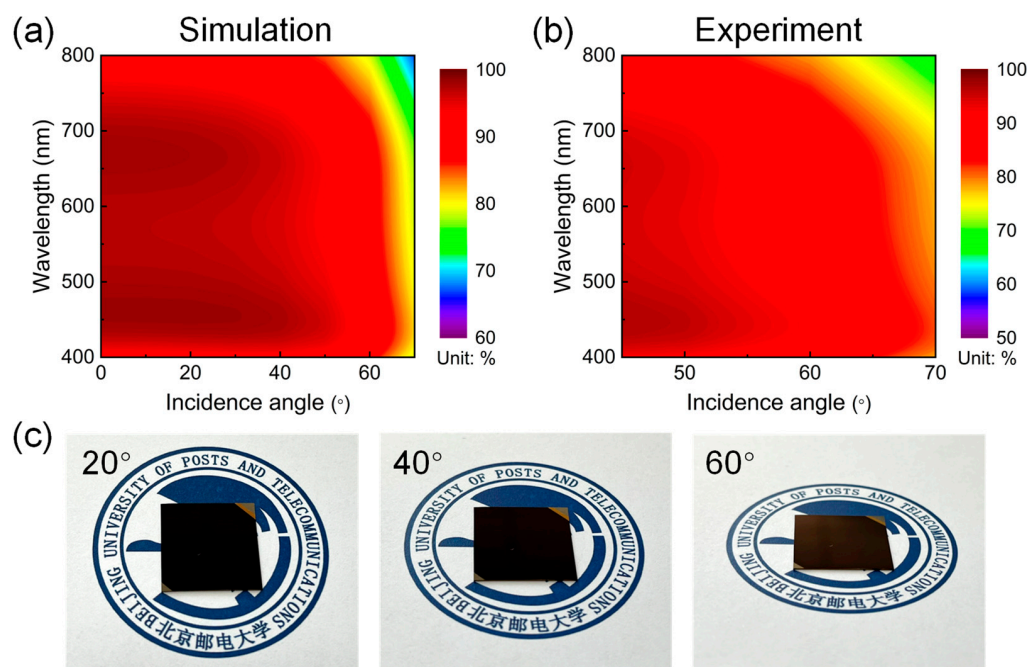 (a) Simulation
(b) Experiment
800
700
600
500
400
Wavelength (nm)
0
20
40
60
Incidence angle (°)
100
90
80
70
60
Unit: %
800
700
600
500
400
Wavelength (nm)
50
60
70
Incidence angle (°)
100
90
80
70
60
50
Unit: %
(c)
20°
BEIJING UNIVERSITY OF POSTS AND TELECOMMUNICATIONS
北京邮电大学
40°
BEIJING UNIVERSITY OF POSTS AND TELECOMMUNICATIONS
北京邮电大学
60°
BEIJING UNIVERSITY OF POSTS AND TELECOMMUNICATIONS
北京邮电大学